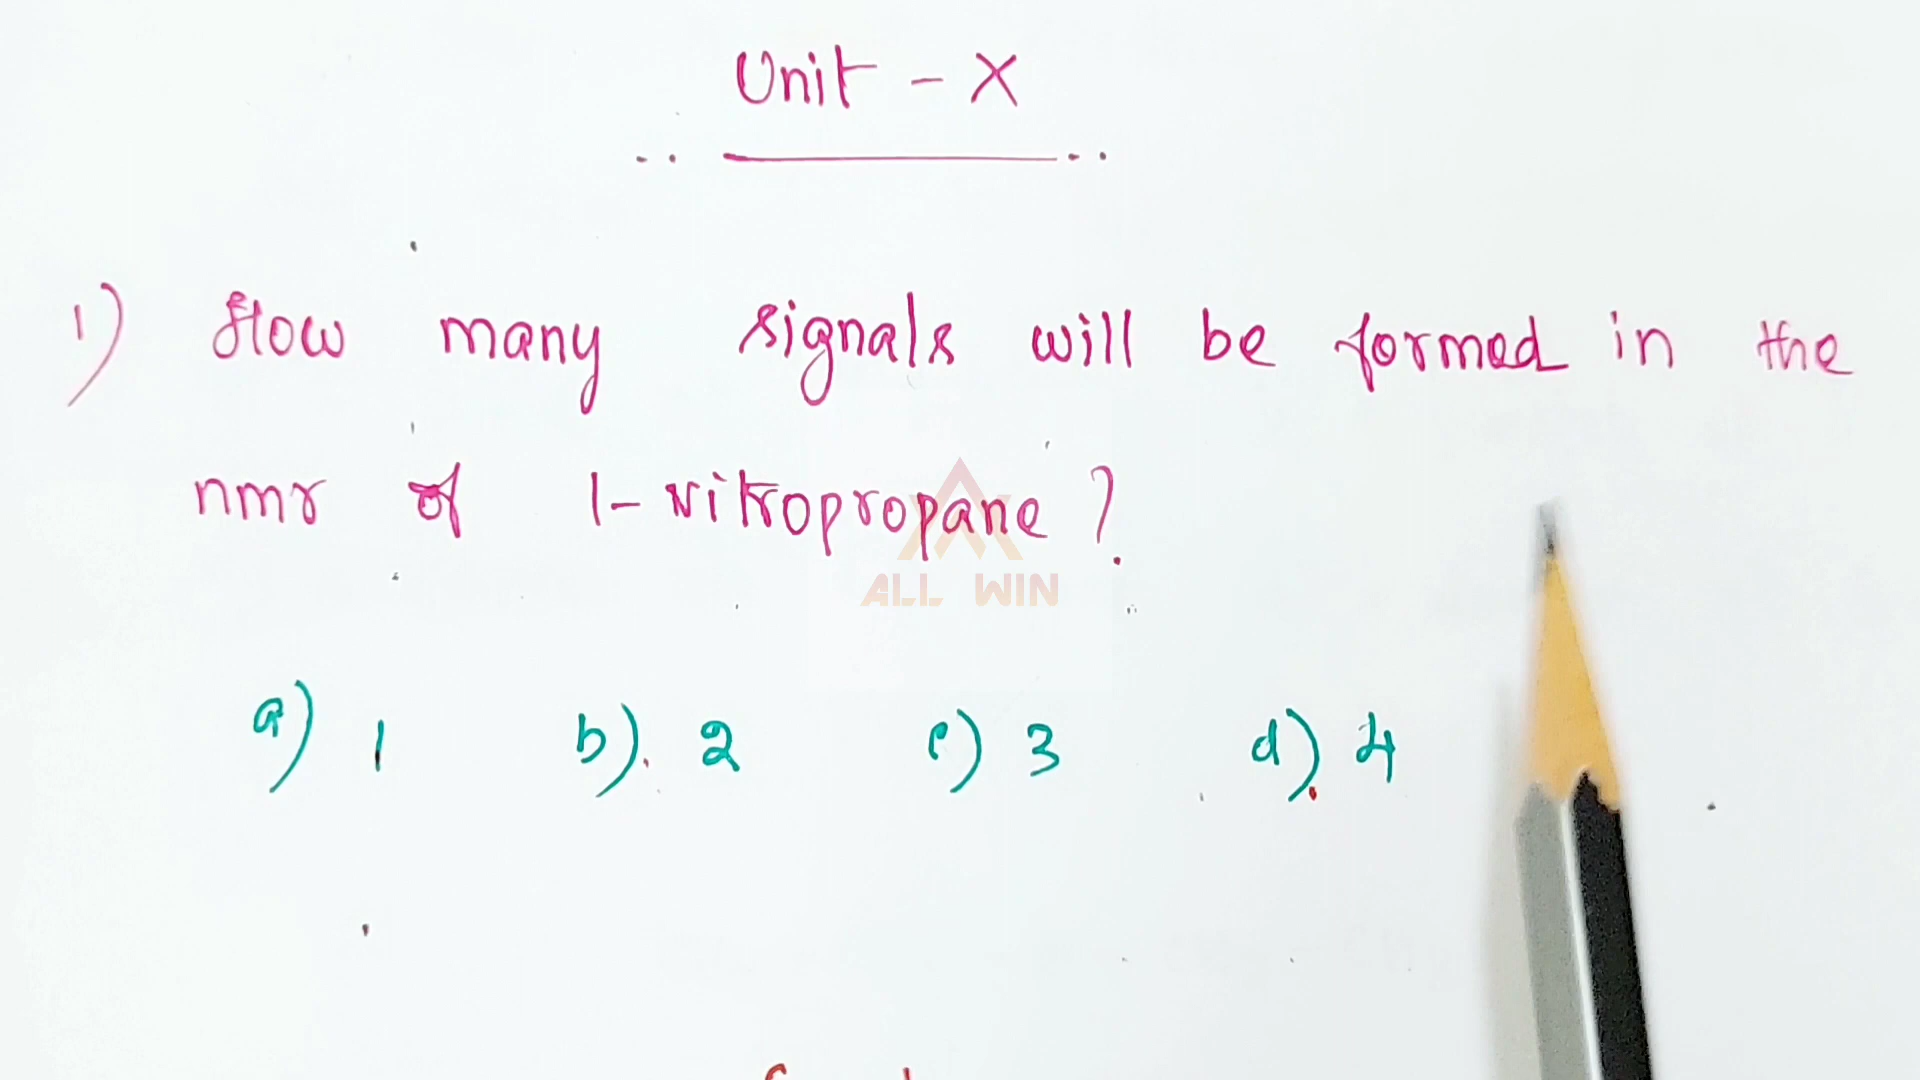 Unit - X
1) How many signals will be formed in the
nmr of 1-Nitropropane?
ALL WIN
a) 1 b). 2 c) 3 d) 4